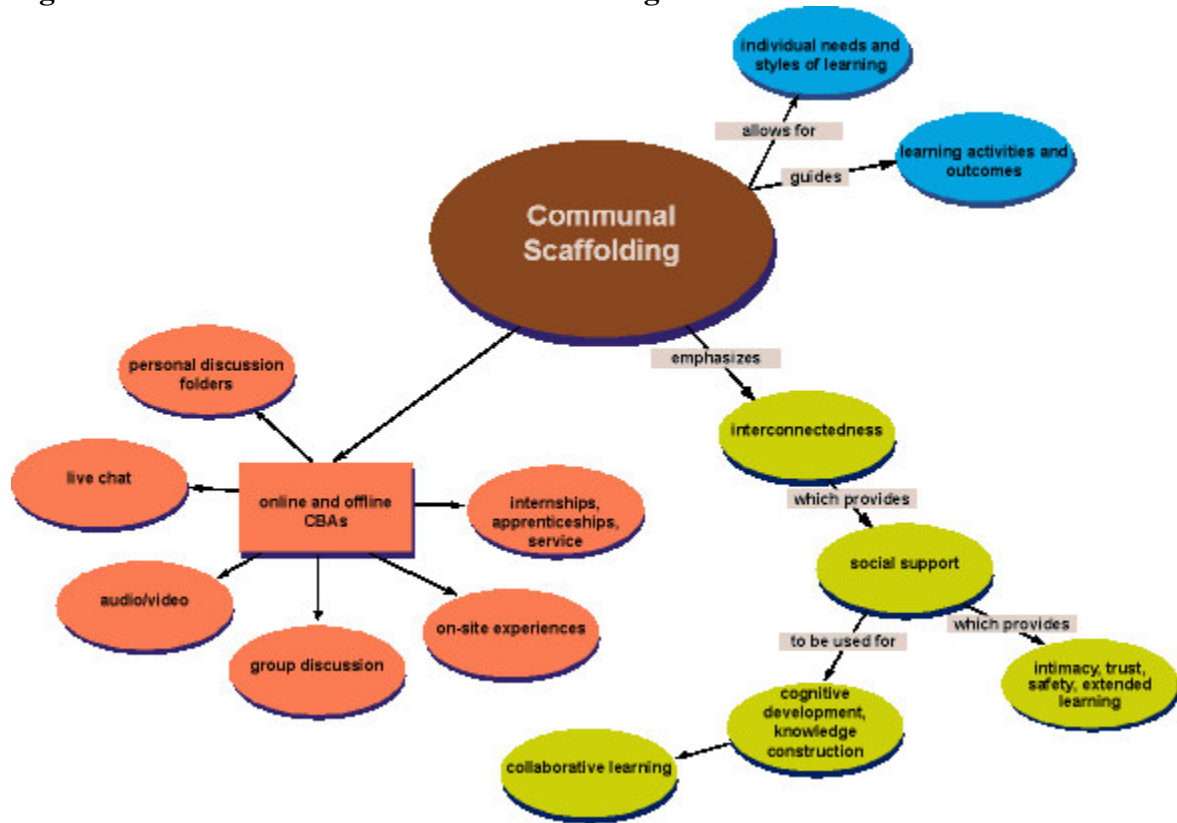 individual needs and
styles of learning
allows for
learning activities and
outcomes
guides
Communal
Scaffolding
emphasizes
personal discussion
folders
interconnectedness
live chat
online and offline
CBAs
internships,
apprenticeships,
service
which provides
social support
audio/video
on-site experiences
group discussion
to be used for
which provides
intimacy, trust,
safety, extended
learning
cognitive
development,
knowledge
construction
collaborative learning